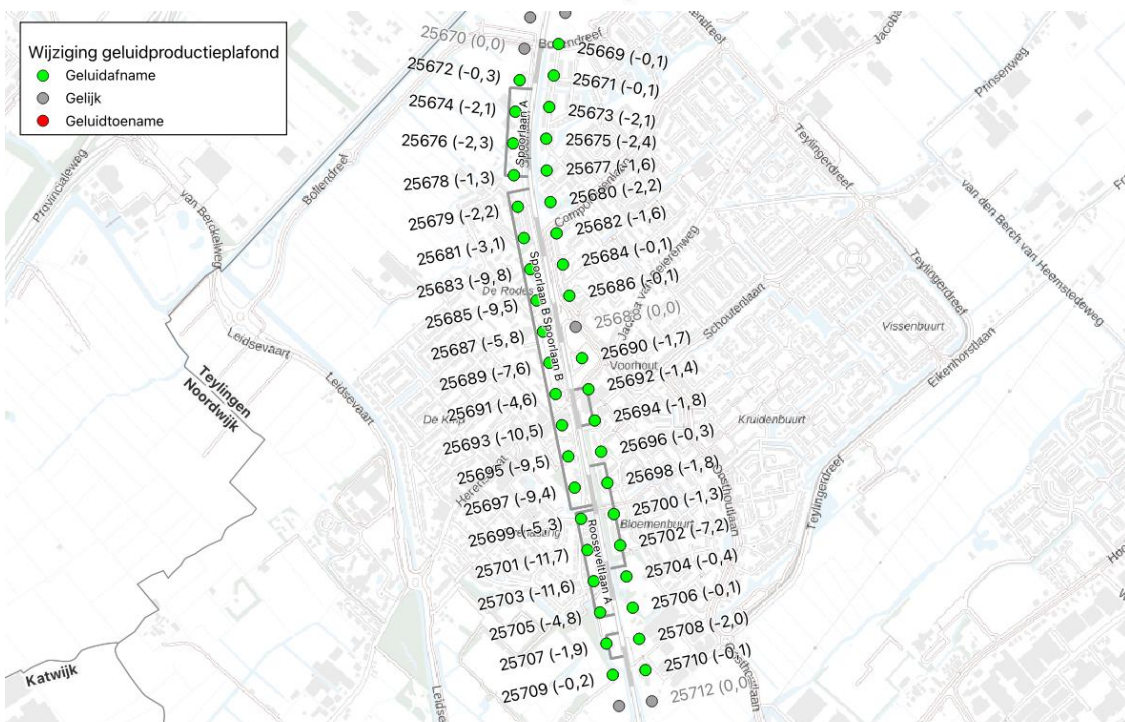 Wijziging geluidproductieplafond
Geluidafname
Gelijk
Geluidtoename
25670 (0,0)
25672 (-0,3)
25674 (-2,1)
25676 (-2,3)
25678 (-1,3)
25679 (-2,2)
25681 (-3,1)
25683 (-9,8)
25685 (-9,5)
25687 (-5,8)
25689 (-7,6)
25691 (-4,6)
25693 (-10,5)
25695 (-9,5)
25697 (-9,4)
25699 (-5,3)
25701 (-11,7)
25703 (-11,6)
25705 (-4,8)
25707 (-1,9)
25709 (-0,2)
25669 (-0,1)
25671 (-0,1)
25673 (-2,1)
25675 (-2,4)
25677 (-1,6)
25680 (-2,2)
25682 (-1,6)
25684 (-0,1)
25686 (-0,1)
25688 (0,0)
25690 (-1,7)
25692 (-1,4)
25694 (-1,8)
25696 (-0,3)
25698 (-1,8)
25700 (-1,3)
25702 (-7,2)
25704 (-0,4)
25706 (-0,1)
25708 (-2,0)
25710 (-0,1)
25712 (0,0)
Spoorlaan A
Spoorlaan B
Spoorlaan B
Rooseveltlaan A
Provincialeweg
van Berckelweg
Bollendreef
Leidsevaart
Leidsevaart
Teylingen
Noordwijk
Katwijk
De Rodes
Voorhout
Schoutenlaan
Vissenbuurt
Kruidenbuurt
Bloemenbuurt
Oosthoutlaan
Oosthoutlaan
Teylingerdreef
Teylingerdreef
Teylingerdreef
Eikenhorstlaan
Prinsenweg
van den Berch van Heemstedeweg